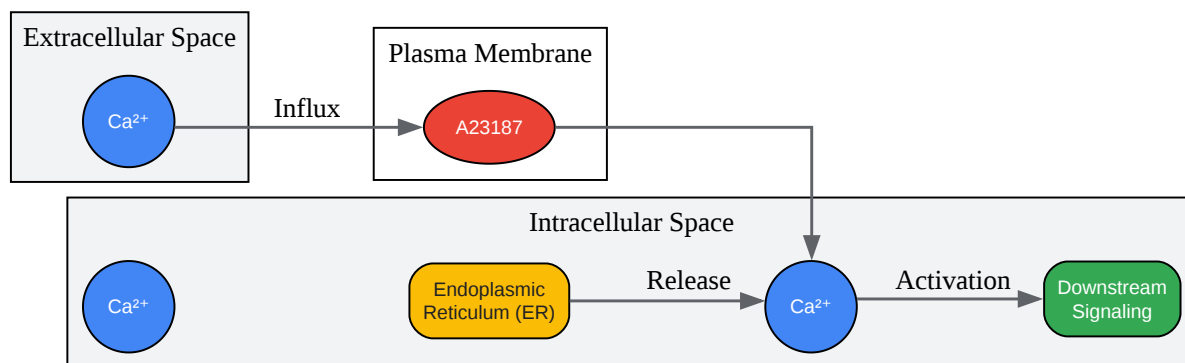 Extracellular Space
Plasma Membrane
Ca²⁺
Influx
A23187
Intracellular Space
Ca²⁺
Endoplasmic
Reticulum (ER)
Release
Ca²⁺
Activation
Downstream
Signaling